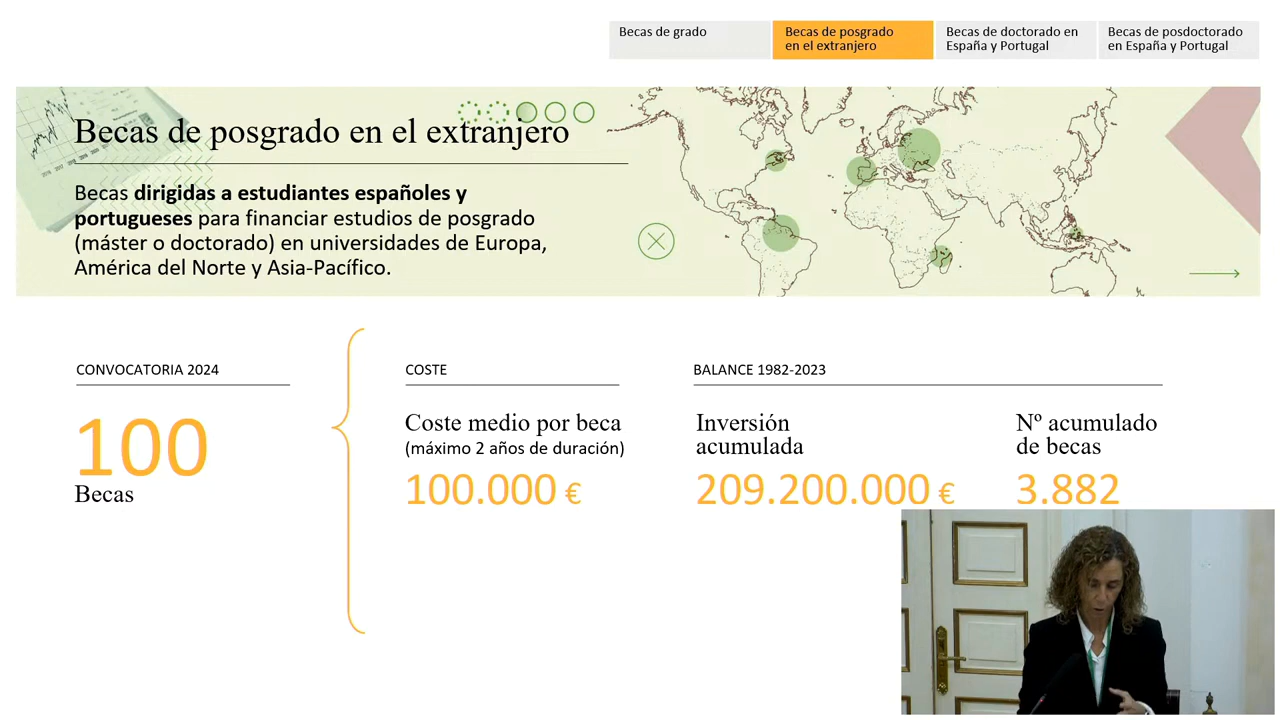 Becas de grado
Becas de posgrado
en el extranjero
Becas de doctorado en
España y Portugal
Becas de posdoctorado
en España y Portugal
Becas de posgrado en el extranjero
Becas dirigidas a estudiantes españoles y
portugueses para financiar estudios de posgrado
(máster o doctorado) en universidades de Europa,
América del Norte y Asia-Pacífico.
CONVOCATORIA 2024
100
Becas
COSTE
Coste medio por beca
(máximo 2 años de duración)
100.000 €
BALANCE 1982-2023
Inversión
acumulada
209.200.000 €
Nº acumulado
de becas
3.882